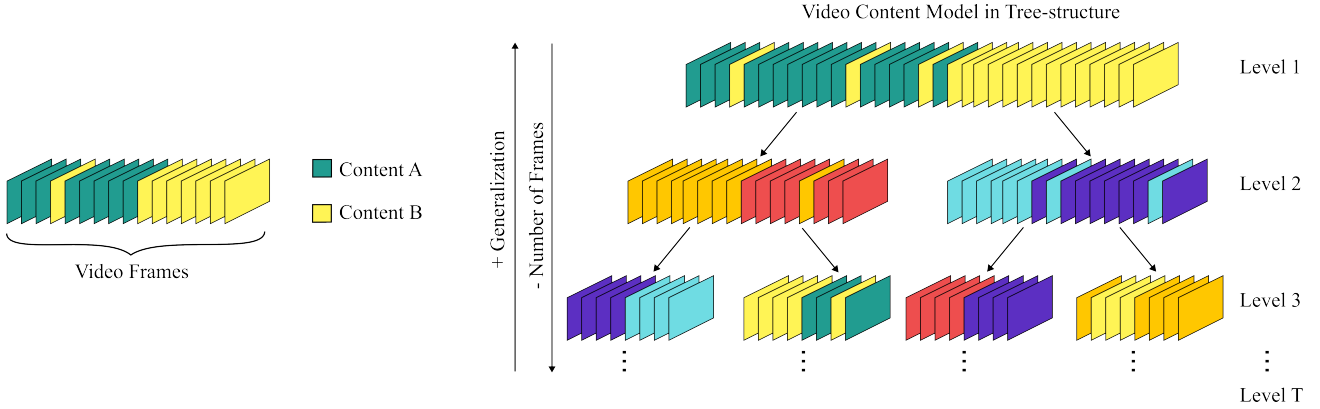 Video Content Model in Tree-structure
Level 1
Content A
Content B
Video Frames
+ Generalization
- Number of Frames
Level 2
Level 3
Level T